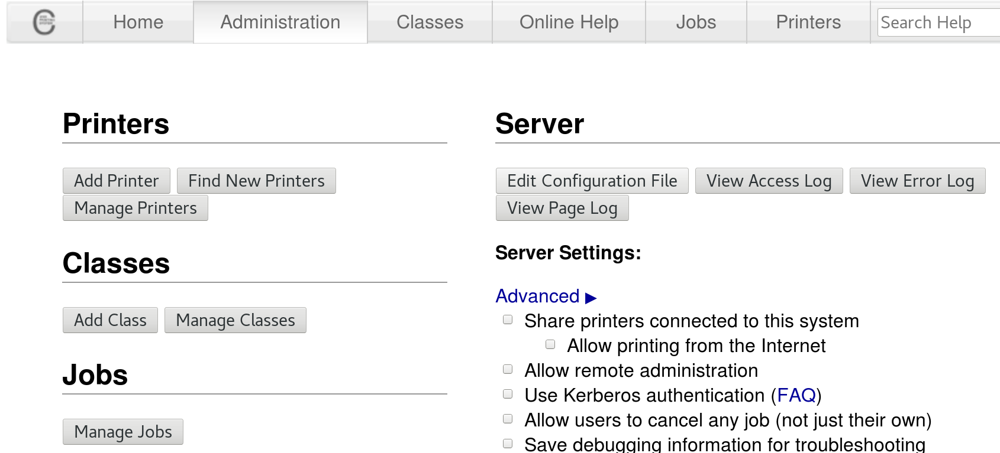 Home Administration Classes Online Help Jobs Printers Search Help
Printers
Add Printer Find New Printers
Manage Printers
Classes
Add Class Manage Classes
Jobs
Manage Jobs
Server
Edit Configuration File View Access Log View Error Log
View Page Log
Server Settings:
Advanced ▶
Share printers connected to this system
Allow printing from the Internet
Allow remote administration
Use Kerberos authentication (FAQ)
Allow users to cancel any job (not just their own)
Save debugging information for troubleshooting